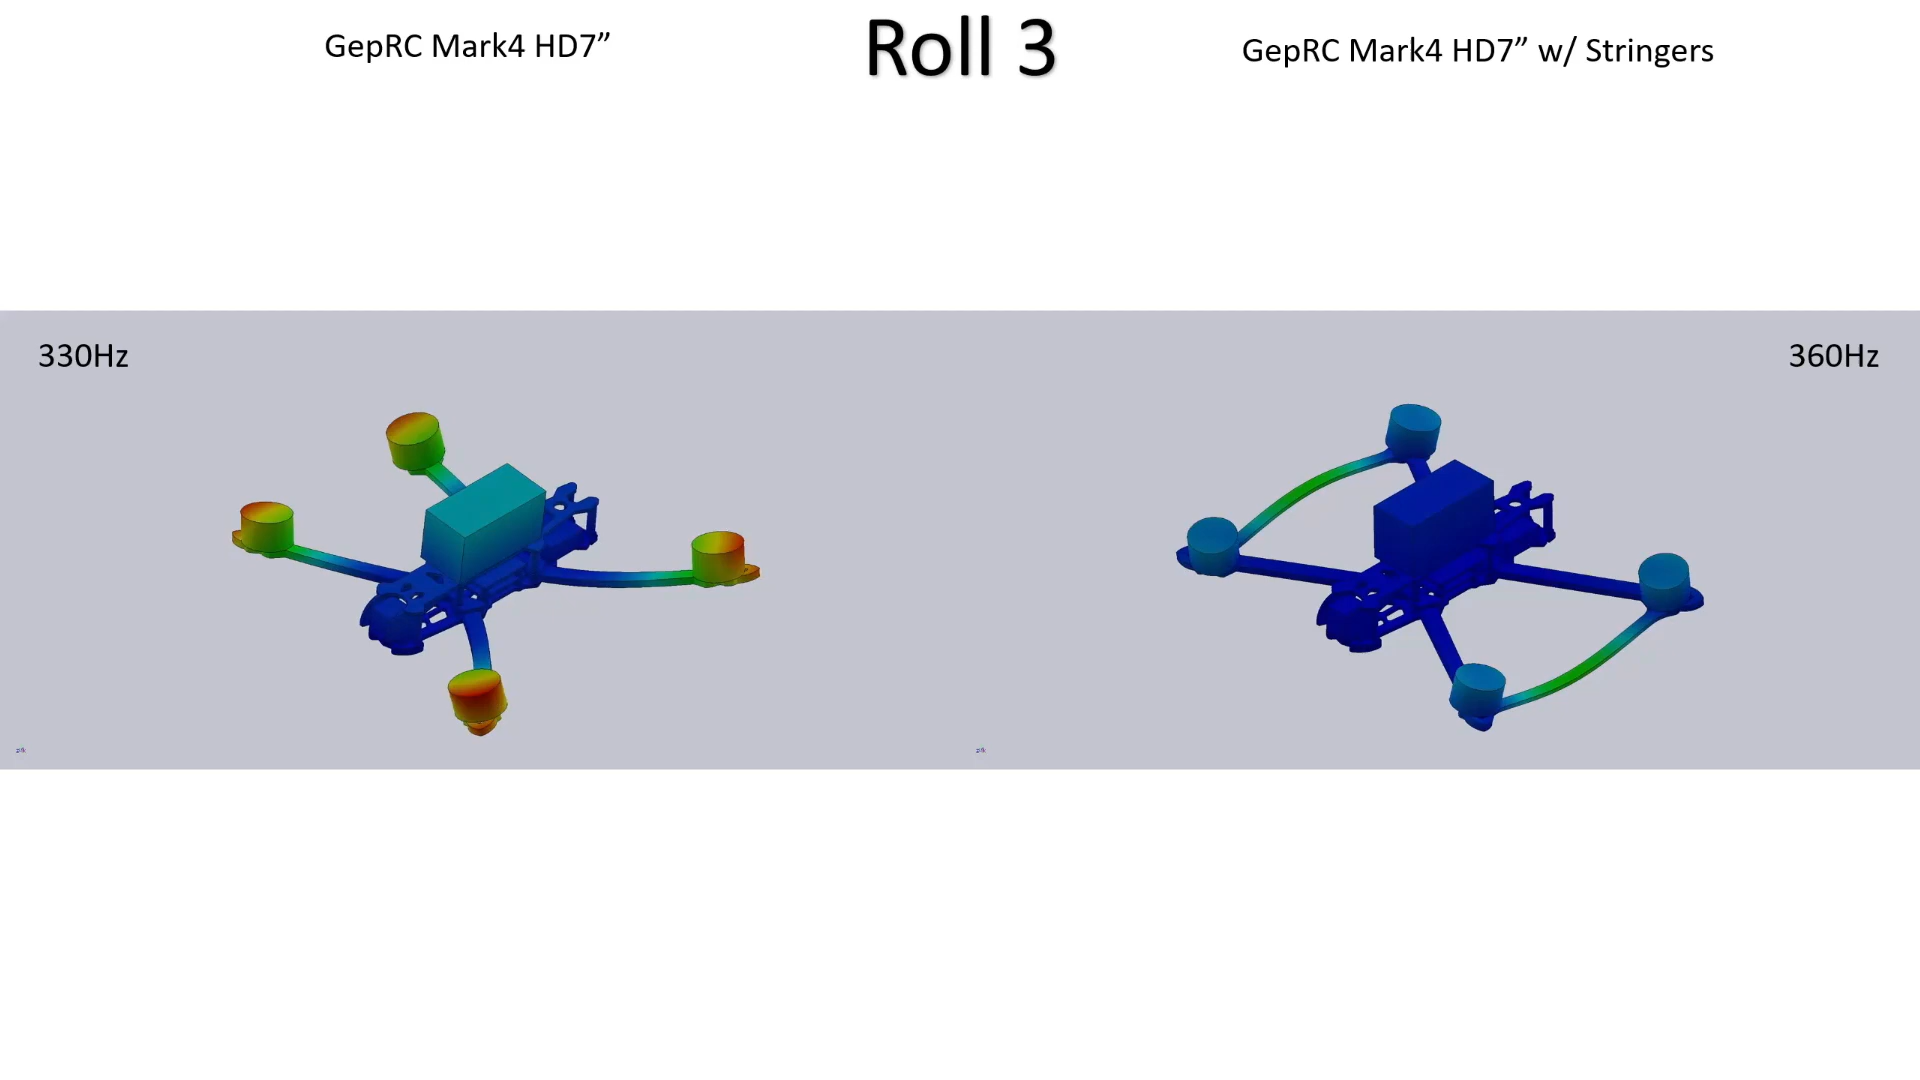 GepRC Mark4 HD7”
Roll 3
GepRC Mark4 HD7” w/ Stringers
330Hz
360Hz